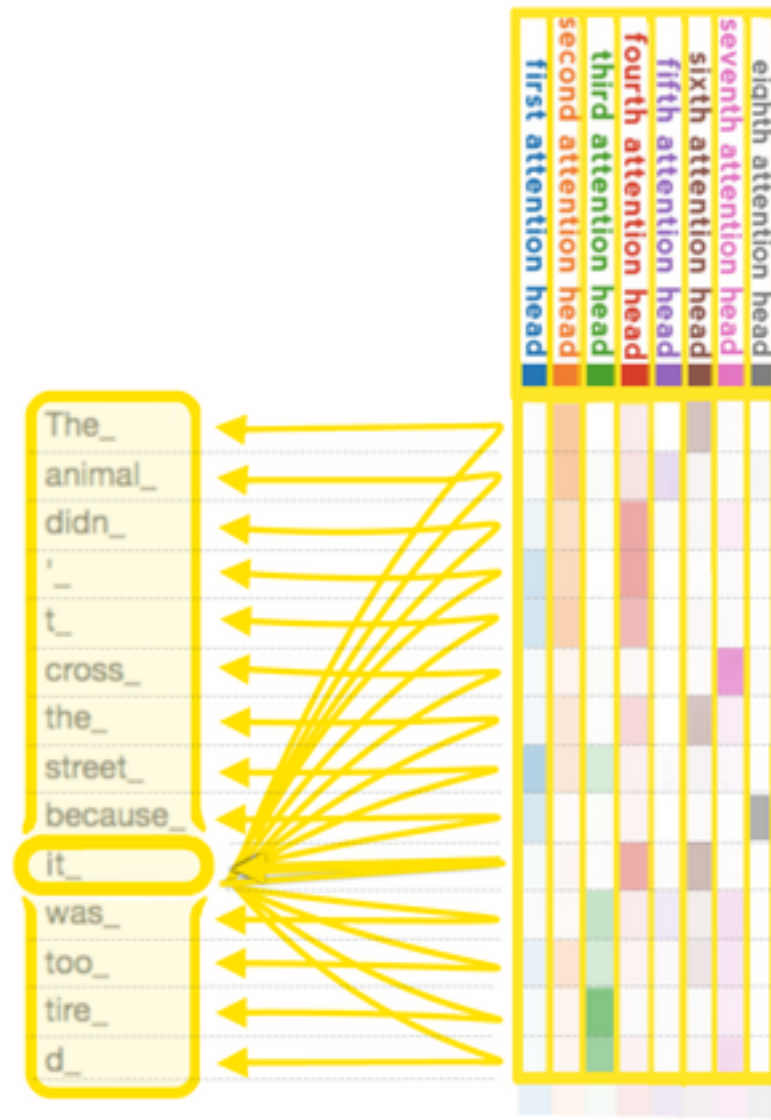 first attention head
second attention head
third attention head
fourth attention head
fifth attention head
sixth attention head
seventh attention head
eighth attention head
The_
animal_
didn_
'_
t_
cross_
the_
street_
because_
it_
was_
too_
tire_
d_